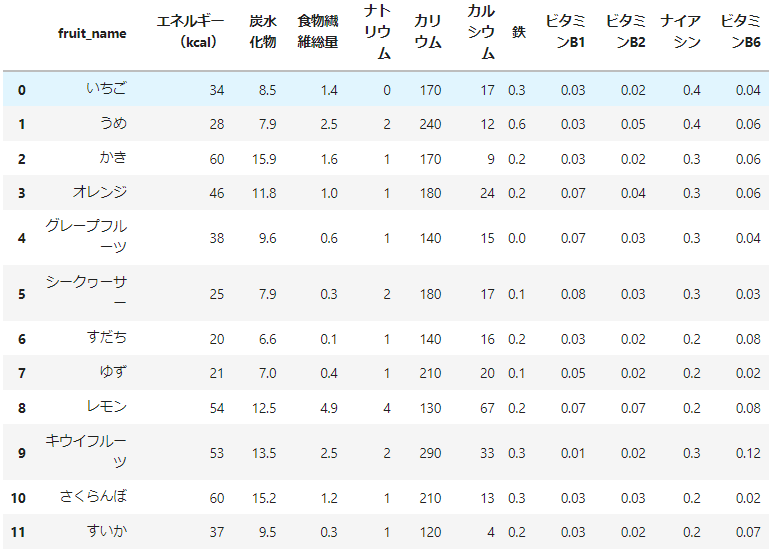 fruit_name エネルギー（kcal） 炭水化物 食物繊維総量 ナトリウム カリウム カルシウム 鉄 ビタミンB1 ビタミンB2 ナイアシン ビタミンB6
0 いちご 34 8.5 1.4 0 170 17 0.3 0.03 0.02 0.4 0.04
1 うめ 28 7.9 2.5 2 240 12 0.6 0.03 0.05 0.4 0.06
2 かき 60 15.9 1.6 1 170 9 0.2 0.03 0.02 0.3 0.06
3 オレンジ 46 11.8 1.0 1 180 24 0.2 0.07 0.04 0.3 0.06
4 グレープフルーツ 38 9.6 0.6 1 140 15 0.0 0.07 0.03 0.3 0.04
5 シークヮーサー 25 7.9 0.3 2 180 17 0.1 0.08 0.03 0.3 0.03
6 すだち 20 6.6 0.1 1 140 16 0.2 0.03 0.02 0.2 0.08
7 ゆず 21 7.0 0.4 1 210 20 0.1 0.05 0.02 0.2 0.02
8 レモン 54 12.5 4.9 4 130 67 0.2 0.07 0.07 0.2 0.08
9 キウイフルーツ 53 13.5 2.5 2 290 33 0.3 0.01 0.02 0.3 0.12
10 さくらんぼ 60 15.2 1.2 1 210 13 0.3 0.03 0.03 0.2 0.02
11 すいか 37 9.5 0.3 1 120 4 0.2 0.03 0.02 0.2 0.07